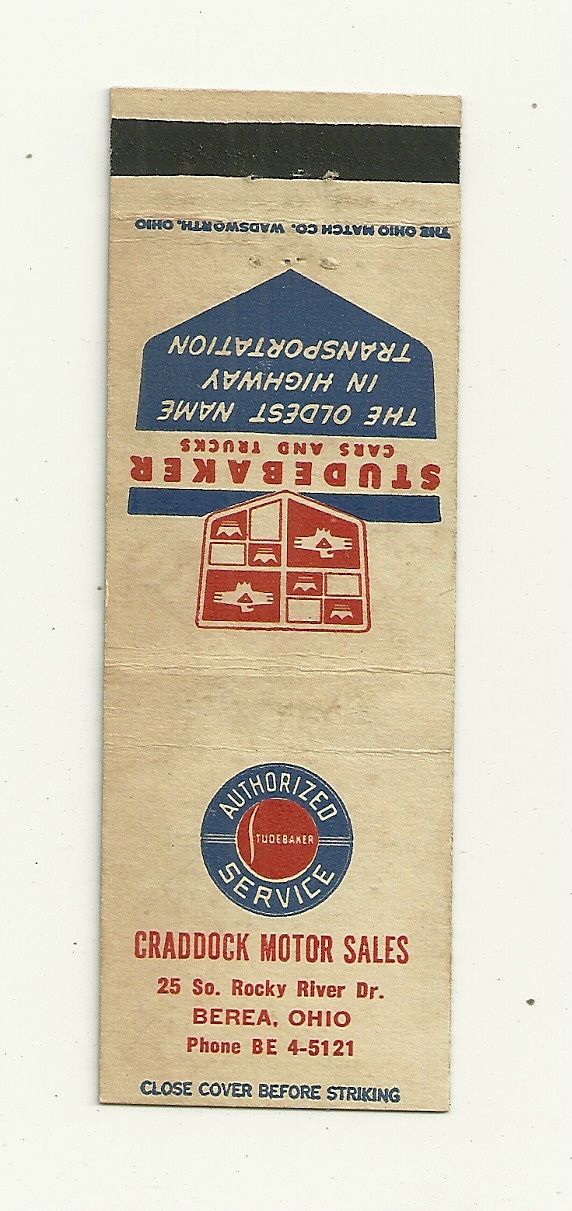 THE OHIO MATCH CO. WADSWORTH, OHIO
STUDEBAKER
CARS AND TRUCKS
THE OLDEST NAME
IN HIGHWAY
TRANSPORTATION
AUTHORIZED
STUDEBAKER
SERVICE
CRADDOCK MOTOR SALES
25 So. Rocky River Dr.
BEREA, OHIO
Phone BE 4-5121
CLOSE COVER BEFORE STRIKING